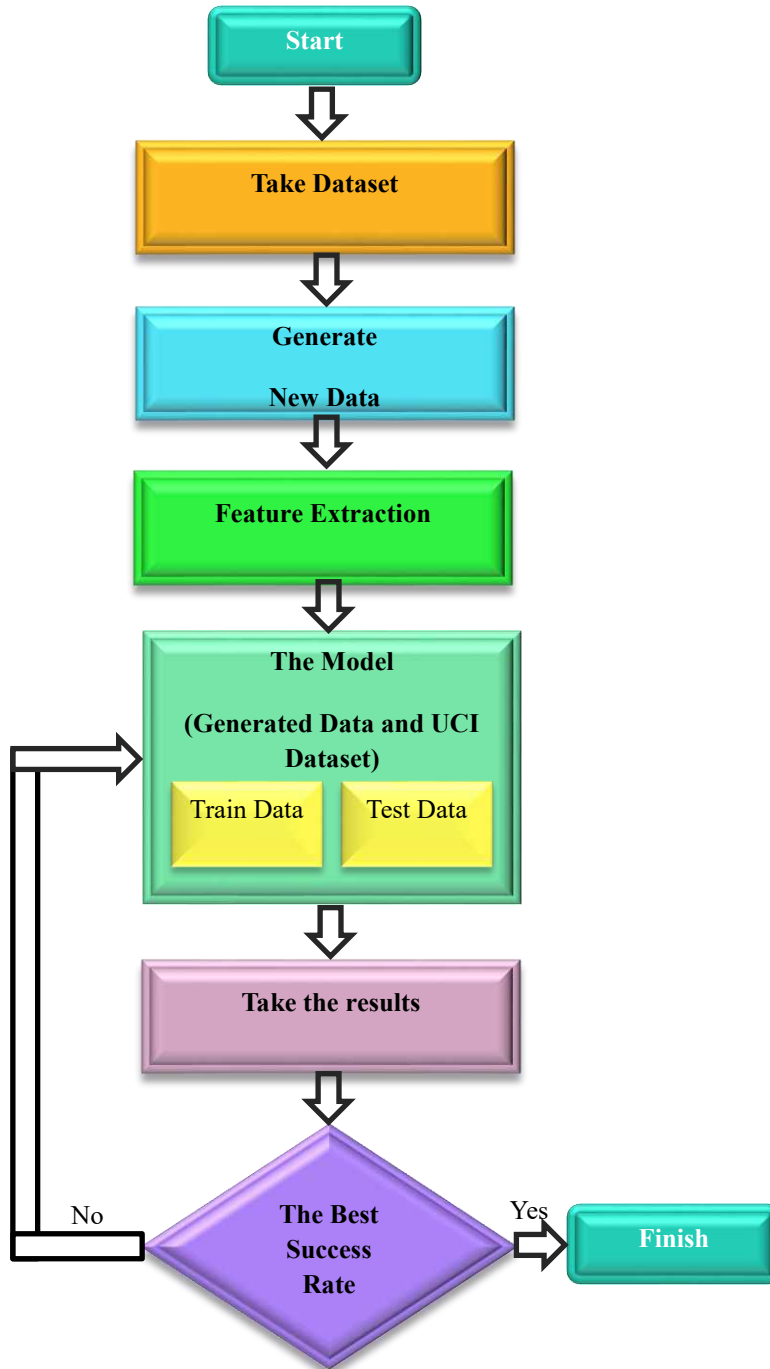 Start
Take Dataset
Generate
New Data
Feature Extraction
The Model
(Generated Data and UCI
Dataset)
Train Data
Test Data
Take the results
No
The Best
Success
Rate
Yes
Finish